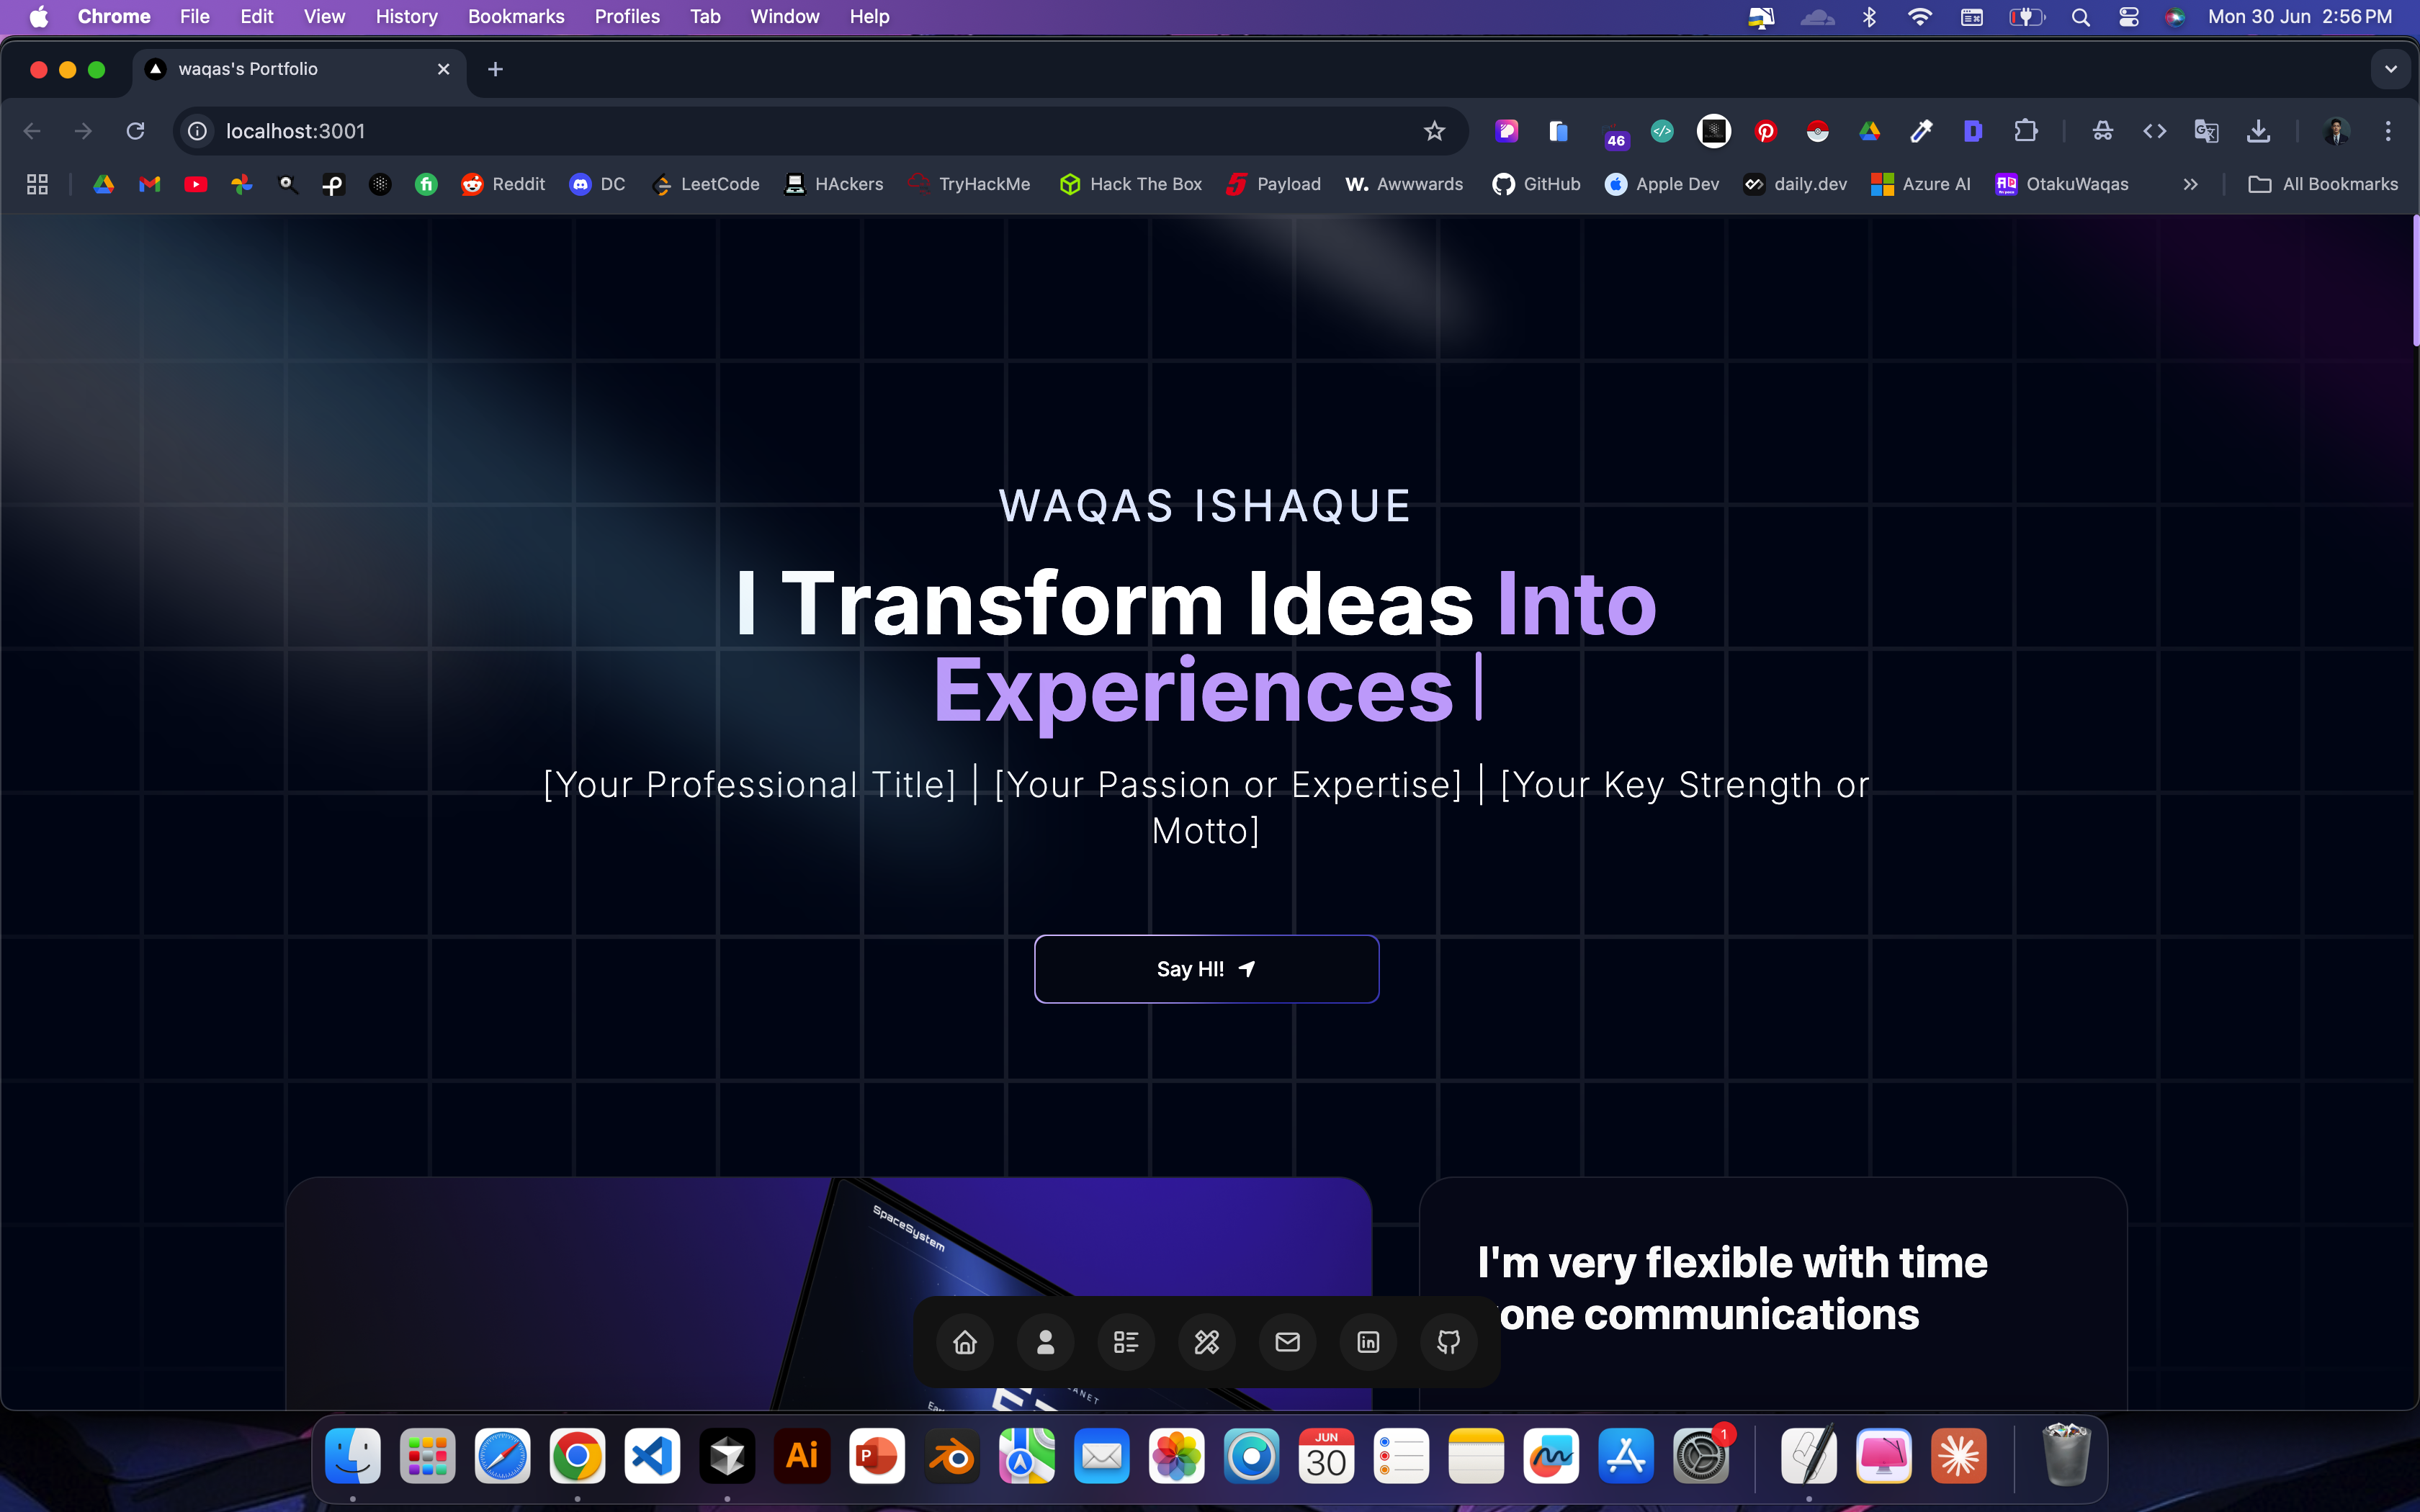 Chrome File Edit View History Bookmarks Profiles Tab Window Help Mon 30 Jun 2:56 PM
waqas's Portfolio
localhost:3001
46
Reddit DC LeetCode HAckers TryHackMe Hack The Box Payload W. Awwwards GitHub Apple Dev daily.dev Azure AI OtakuWaqas All Bookmarks
WAQAS ISHAQUE
I Transform Ideas Into
Experiences
[Your Professional Title] | [Your Passion or Expertise] | [Your Key Strength or
Motto]
Say HI!
SpaceSystem
I'm very flexible with time
one communications
JUN
30
Ai
P
1